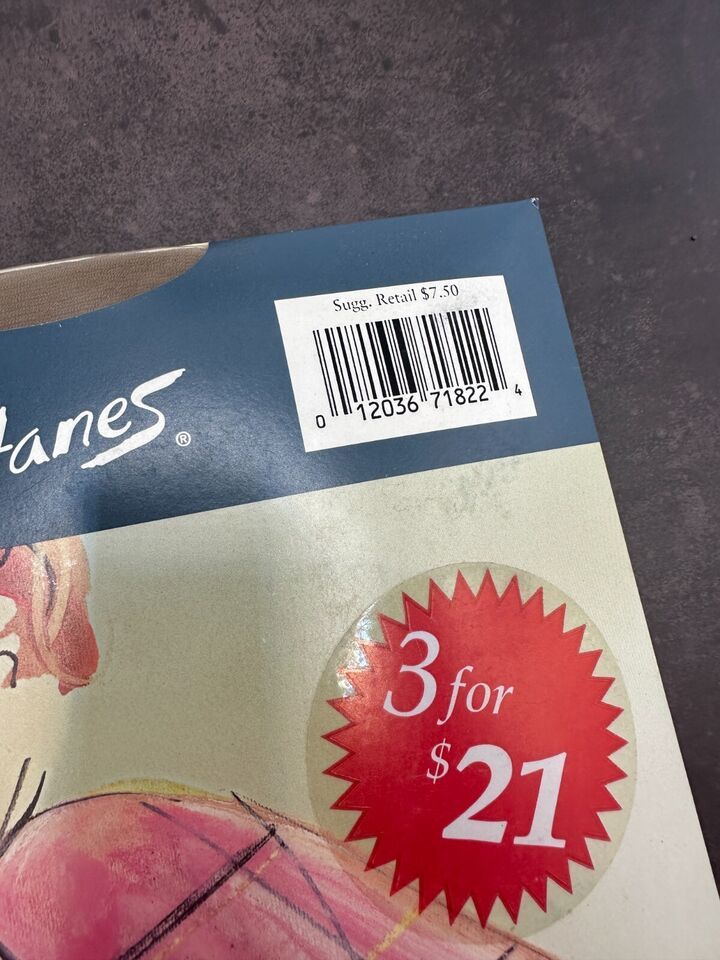 Sugg. Retail $7.50
0 12036 71822 4
Hanes®
3 for
$21